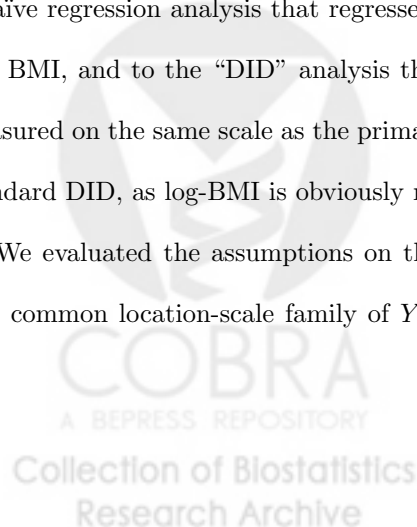 aïve regression analysis that regresse
BMI, and to the “DID” analysis th
sured on the same scale as the prima
ndard DID, as log-BMI is obviously
We evaluated the assumptions on th
common location-scale family of Y
COBRA
A BEPRESS REPOSITORY
Collection of Biostatistics
Research Archive